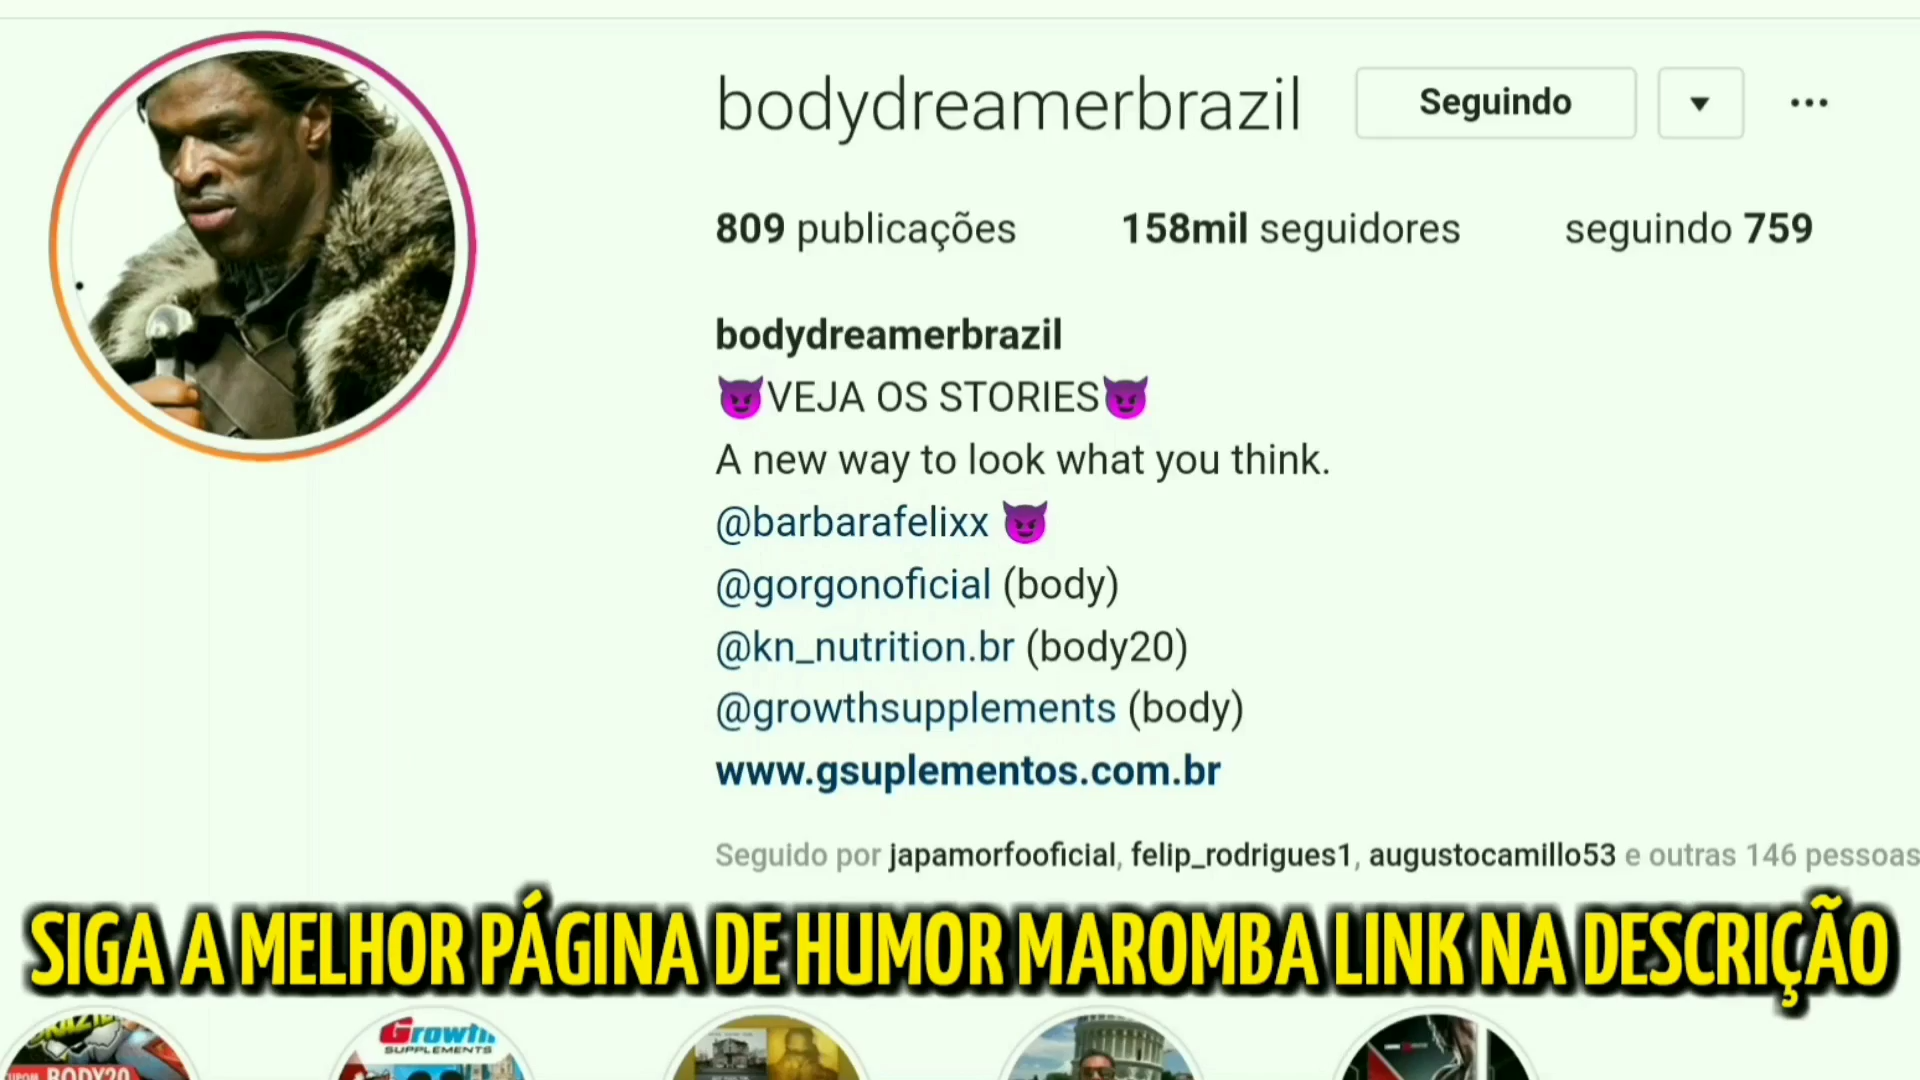 bodydreamerbrazil Seguindo
809 publicações 158mil seguidores seguindo 759
bodydreamerbrazil
😈VEJA OS STORIES😈
A new way to look what you think.
@barbarafelixx 😈
@gorgonoficial (body)
@kn_nutrition.br (body20)
@growthsupplements (body)
www.gsuplementos.com.br
Seguido por japamorfooficial, felip_rodrigues1, augustocamillo53 e outras 146 pessoas
SIGA A MELHOR PÁGINA DE HUMOR MAROMBA LINK NA DESCRIÇÃO
Growth
SUPPLEMENTS
BODY20